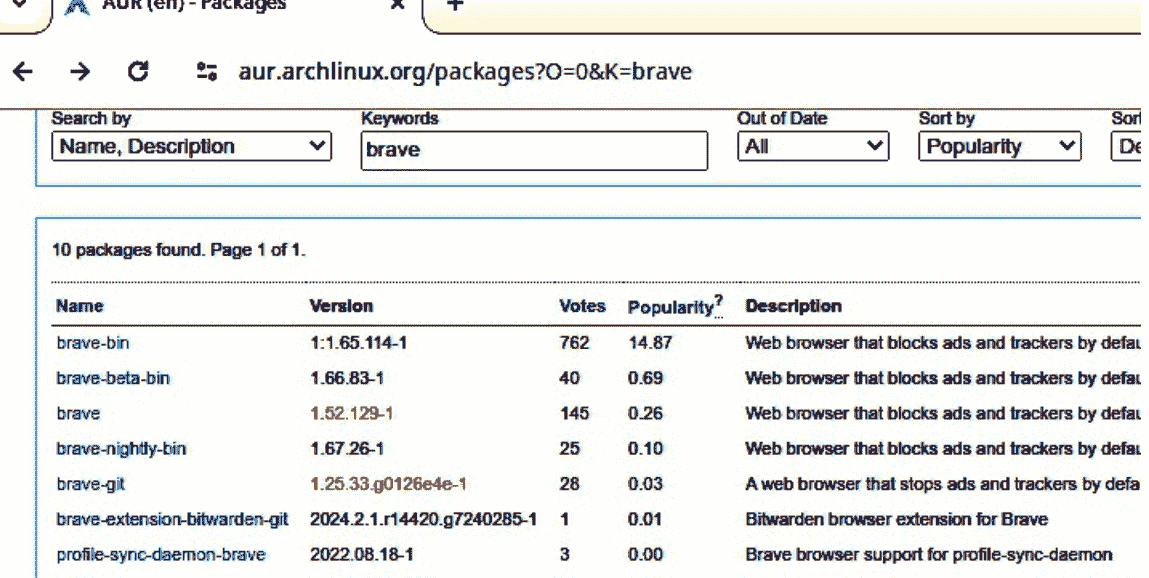 AUR (en) - Packages
aur.archlinux.org/packages?O=0&K=brave
Search by Keywords Out of Date Sort by Sort
Name, Description brave All Popularity De
10 packages found. Page 1 of 1.
Name Version Votes Popularity? Description
brave-bin 1:1.65.114-1 762 14.87 Web browser that blocks ads and trackers by defau
brave-beta-bin 1.66.83-1 40 0.69 Web browser that blocks ads and trackers by defau
brave 1.52.129-1 145 0.26 Web browser that blocks ads and trackers by defau
brave-nightly-bin 1.67.26-1 25 0.10 Web browser that blocks ads and trackers by defau
brave-git 1.25.33.g0126e4e-1 28 0.03 A web browser that stops ads and trackers by defa
brave-extension-bitwarden-git 2024.2.1.r14420.g7240285-1 1 0.01 Bitwarden browser extension for Brave
profile-sync-daemon-brave 2022.08.18-1 3 0.00 Brave browser support for profile-sync-daemon